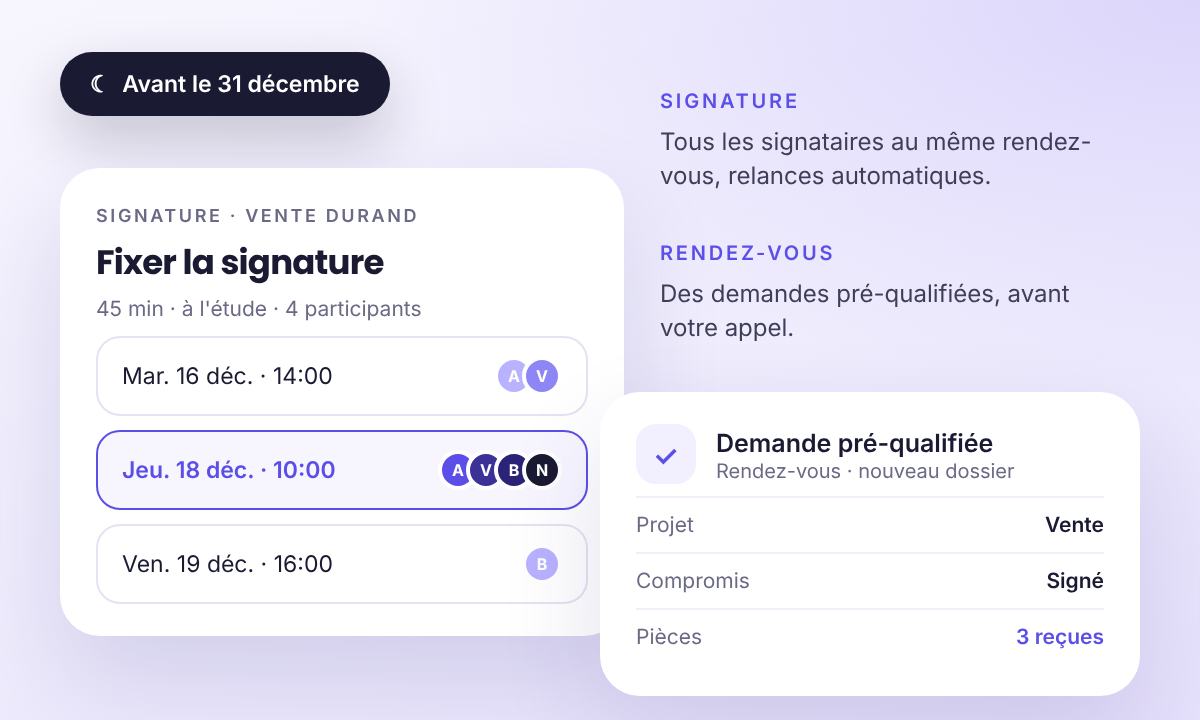 Avant le 31 décembre
SIGNATURE · VENTE DURAND
Fixer la signature
45 min · à l'étude · 4 participants
Mar. 16 déc. · 14:00
A V
Jeu. 18 déc. · 10:00
A V B N
Ven. 19 déc. · 16:00
B
SIGNATURE
Tous les signataires au même rendez-
vous, relances automatiques.
RENDEZ-VOUS
Des demandes pré-qualifiées, avant
votre appel.
Demande pré-qualifiée
Rendez-vous · nouveau dossier
Projet Vente
Compromis Signé
Pièces 3 reçues